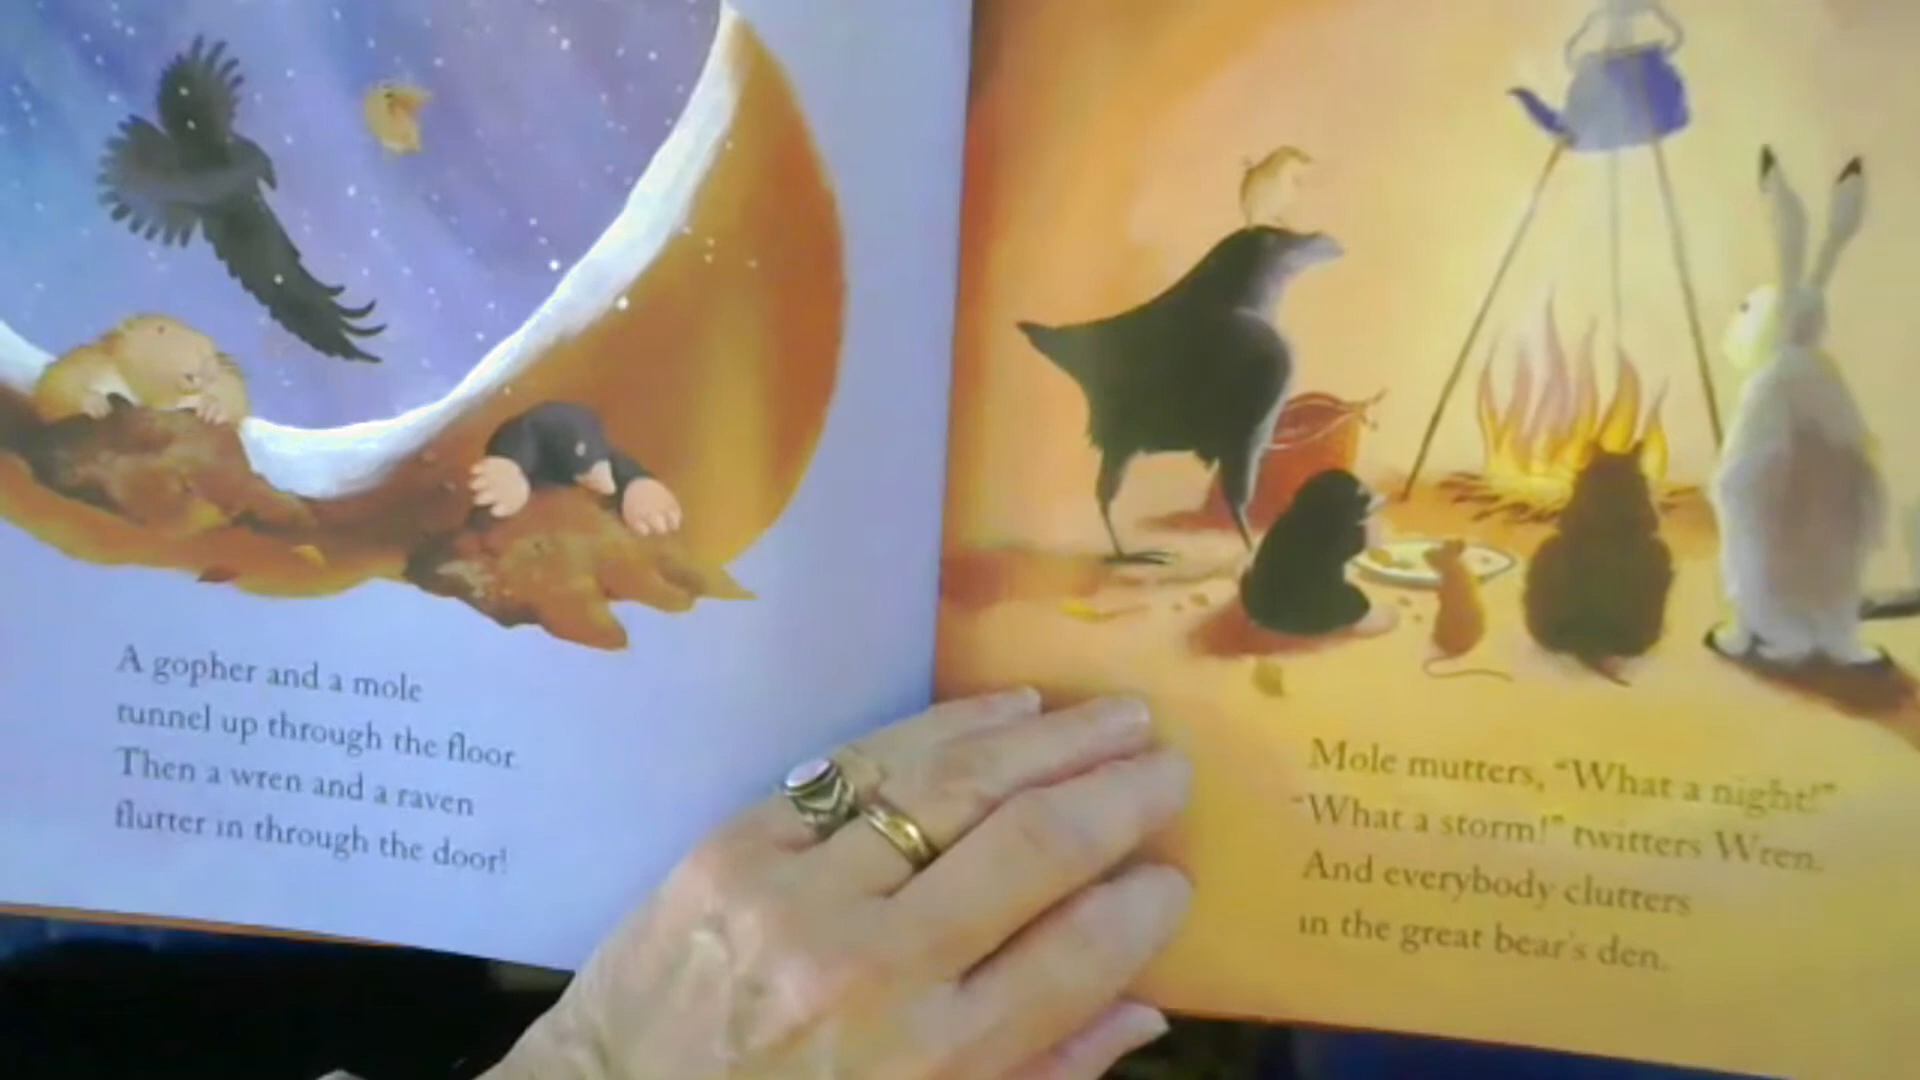 A gopher and a mole
tunnel up through the floor.
Then a wren and a raven
flutter in through the door!
Mole mutters, “What a night!”
“What a storm!” twitters Wren.
And everybody clutters
in the great bear's den.